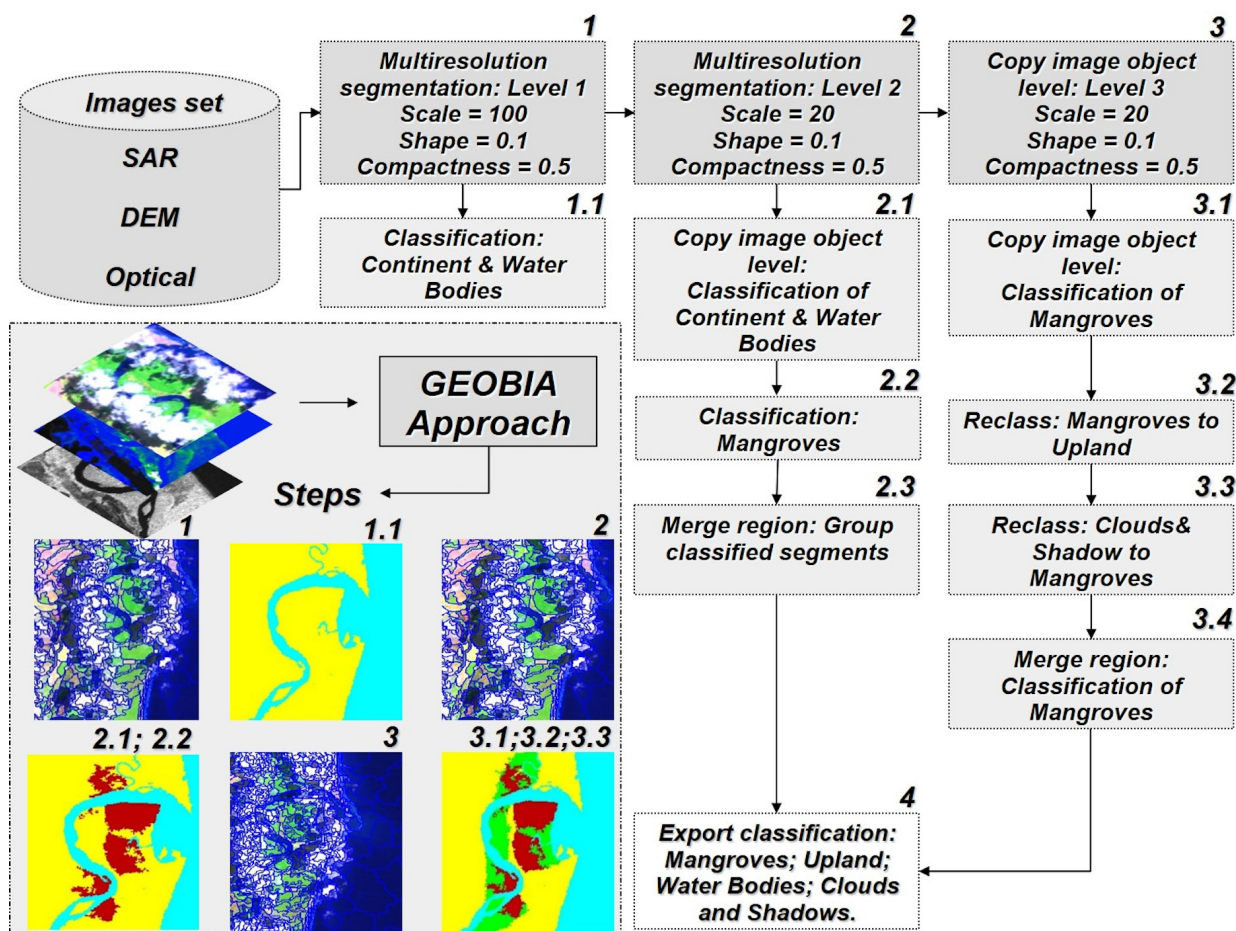 Images set
SAR
DEM
Optical
1
Multiresolution
segmentation: Level 1
Scale = 100
Shape = 0.1
Compactness = 0.5
1.1
Classification:
Continent & Water
Bodies
2
Multiresolution
segmentation: Level 2
Scale = 20
Shape = 0.1
Compactness = 0.5
2.1
Copy image object
level:
Classification of
Continent & Water
Bodies
2.2
Classification:
Mangroves
2.3
Merge region: Group
classified segments
3
Copy image object
level: Level 3
Scale = 20
Shape = 0.1
Compactness = 0.5
3.1
Copy image object
level:
Classification of
Mangroves
3.2
Reclass: Mangroves to
Upland
3.3
Reclass: Clouds&
Shadow to
Mangroves
3.4
Merge region:
Classification of
Mangroves
4
Export classification:
Mangroves; Upland;
Water Bodies; Clouds
and Shadows.
GEOBIA
Approach
Steps
1
1.1
2
2.1; 2.2
3
3.1;3.2;3.3